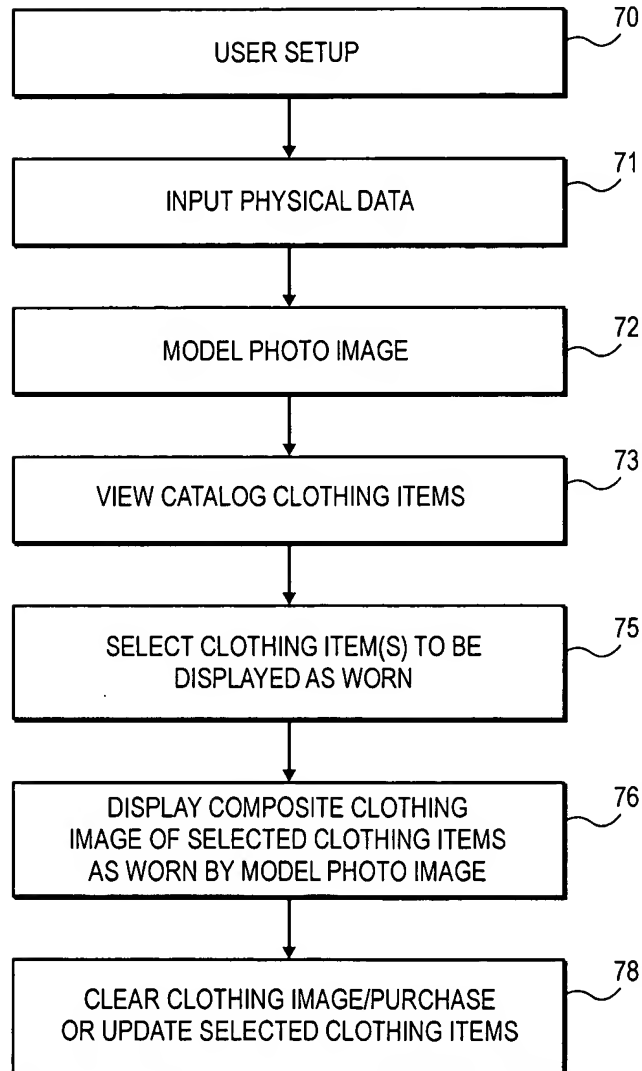 70
USER SETUP
71
INPUT PHYSICAL DATA
72
MODEL PHOTO IMAGE
73
VIEW CATALOG CLOTHING ITEMS
75
SELECT CLOTHING ITEM(S) TO BE
DISPLAYED AS WORN
76
DISPLAY COMPOSITE CLOTHING
IMAGE OF SELECTED CLOTHING ITEMS
AS WORN BY MODEL PHOTO IMAGE
78
CLEAR CLOTHING IMAGE/PURCHASE
OR UPDATE SELECTED CLOTHING ITEMS